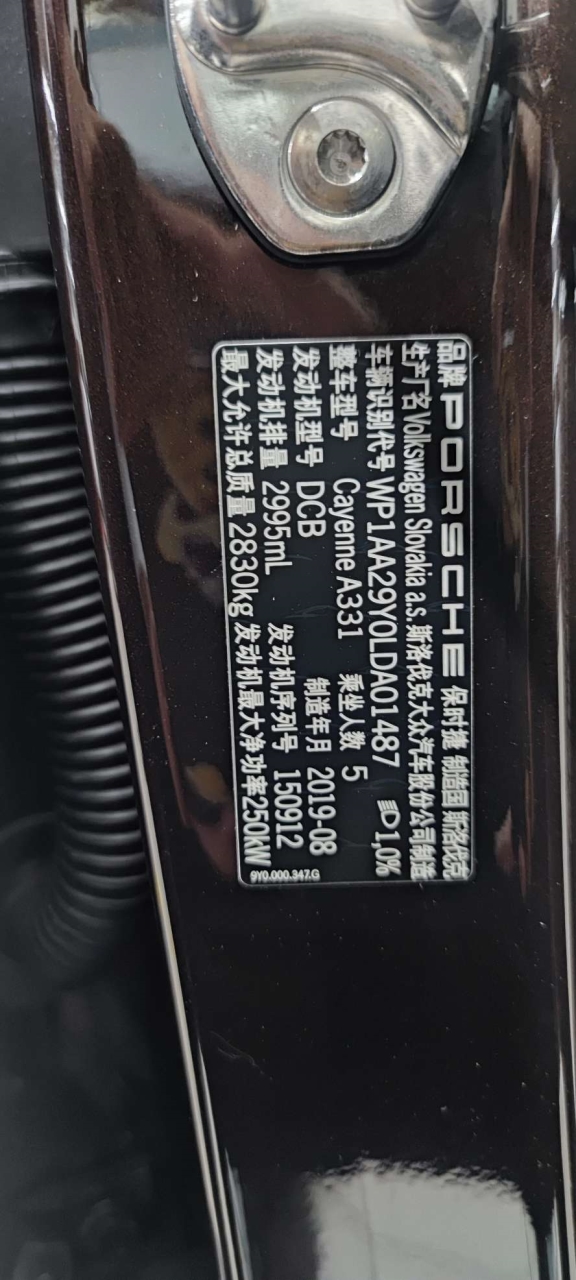 品牌 PORSCHE 保时捷 制造国 斯洛伐克
生产厂名 Volkswagen Slovakia a.s. 斯洛伐克大众汽车股份公司制造
车辆识别代号 WP1AA29Y0LDA01487 1,0%
整车型号 Cayenne A331 乘坐人数 5
发动机型号 DCB 制造年月 2019-08
发动机排量 2995mL 发动机序列号 150912
最大允许总质量 2830kg 发动机最大净功率 250kW
9Y0.000.347.G